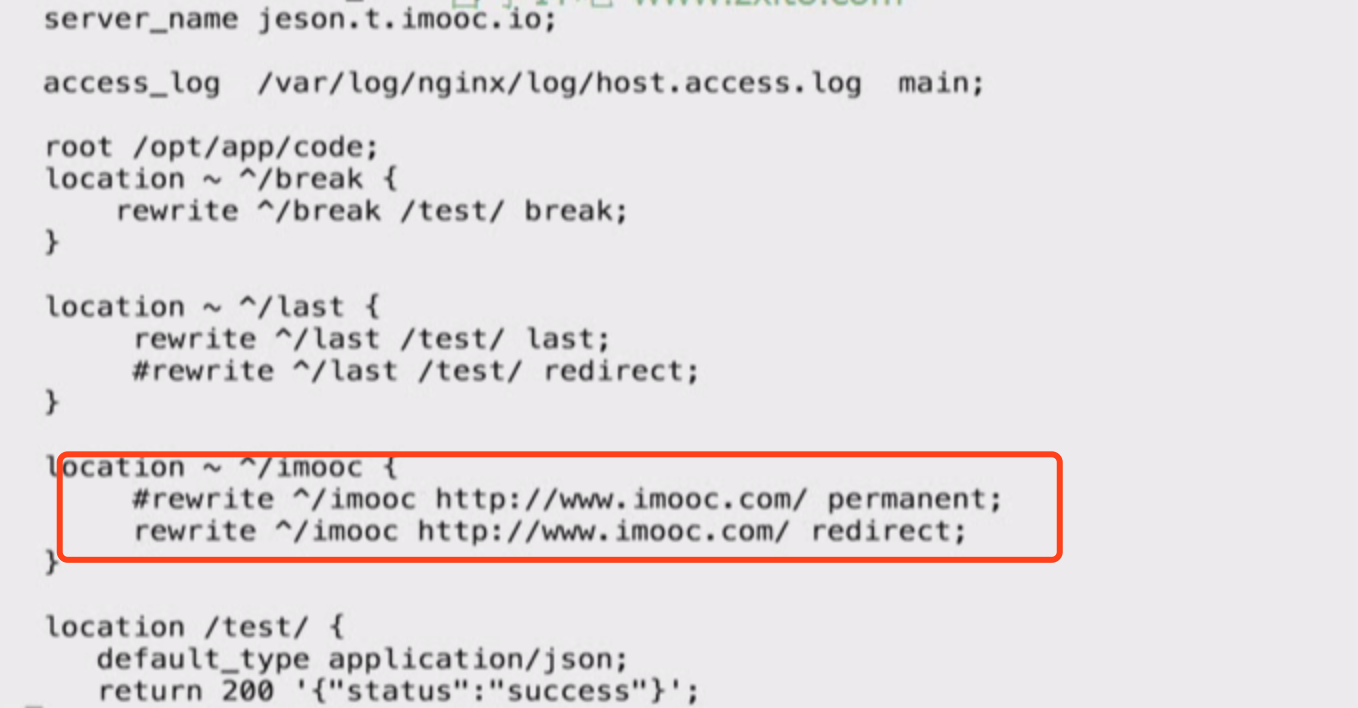 server_name jeson.t.imooc.io;
access_log  /var/log/nginx/log/host.access.log  main;
root /opt/app/code;
location ~ ^/break {
    rewrite ^/break /test/ break;
}
location ~ ^/last {
     rewrite ^/last /test/ last;
     #rewrite ^/last /test/ redirect;
}
location ~ ^/imooc {
     #rewrite ^/imooc http://www.imooc.com/ permanent;
     rewrite ^/imooc http://www.imooc.com/ redirect;
}
location /test/ {
   default_type application/json;
   return 200 '{"status":"success"}';